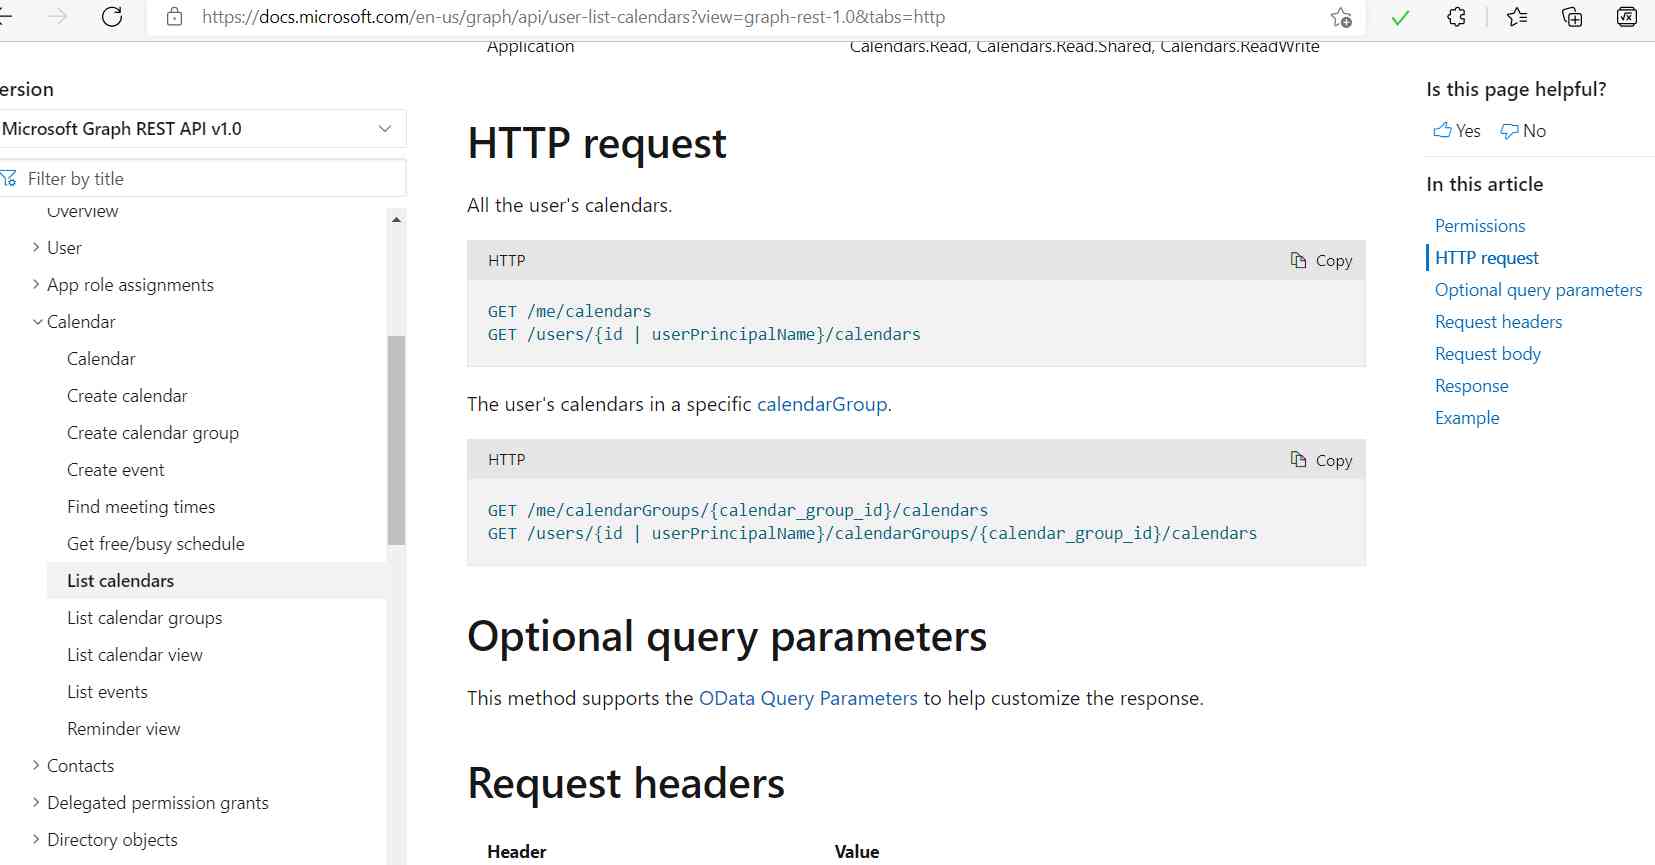 https://docs.microsoft.com/en-us/graph/api/user-list-calendars?view=graph-rest-1.0&tabs=http
Application Calendars.Read, Calendars.Read.Shared, Calendars.ReadWrite
ersion
Microsoft Graph REST API v1.0
Filter by title
Overview
User
App role assignments
Calendar
Calendar
Create calendar
Create calendar group
Create event
Find meeting times
Get free/busy schedule
List calendars
List calendar groups
List calendar view
List events
Reminder view
Contacts
Delegated permission grants
Directory objects
HTTP request
All the user's calendars.
HTTP Copy
GET /me/calendars
GET /users/{id | userPrincipalName}/calendars
The user's calendars in a specific calendarGroup.
HTTP Copy
GET /me/calendarGroups/{calendar_group_id}/calendars
GET /users/{id | userPrincipalName}/calendarGroups/{calendar_group_id}/calendars
Optional query parameters
This method supports the OData Query Parameters to help customize the response.
Request headers
Header Value
Is this page helpful?
Yes No
In this article
Permissions
HTTP request
Optional query parameters
Request headers
Request body
Response
Example